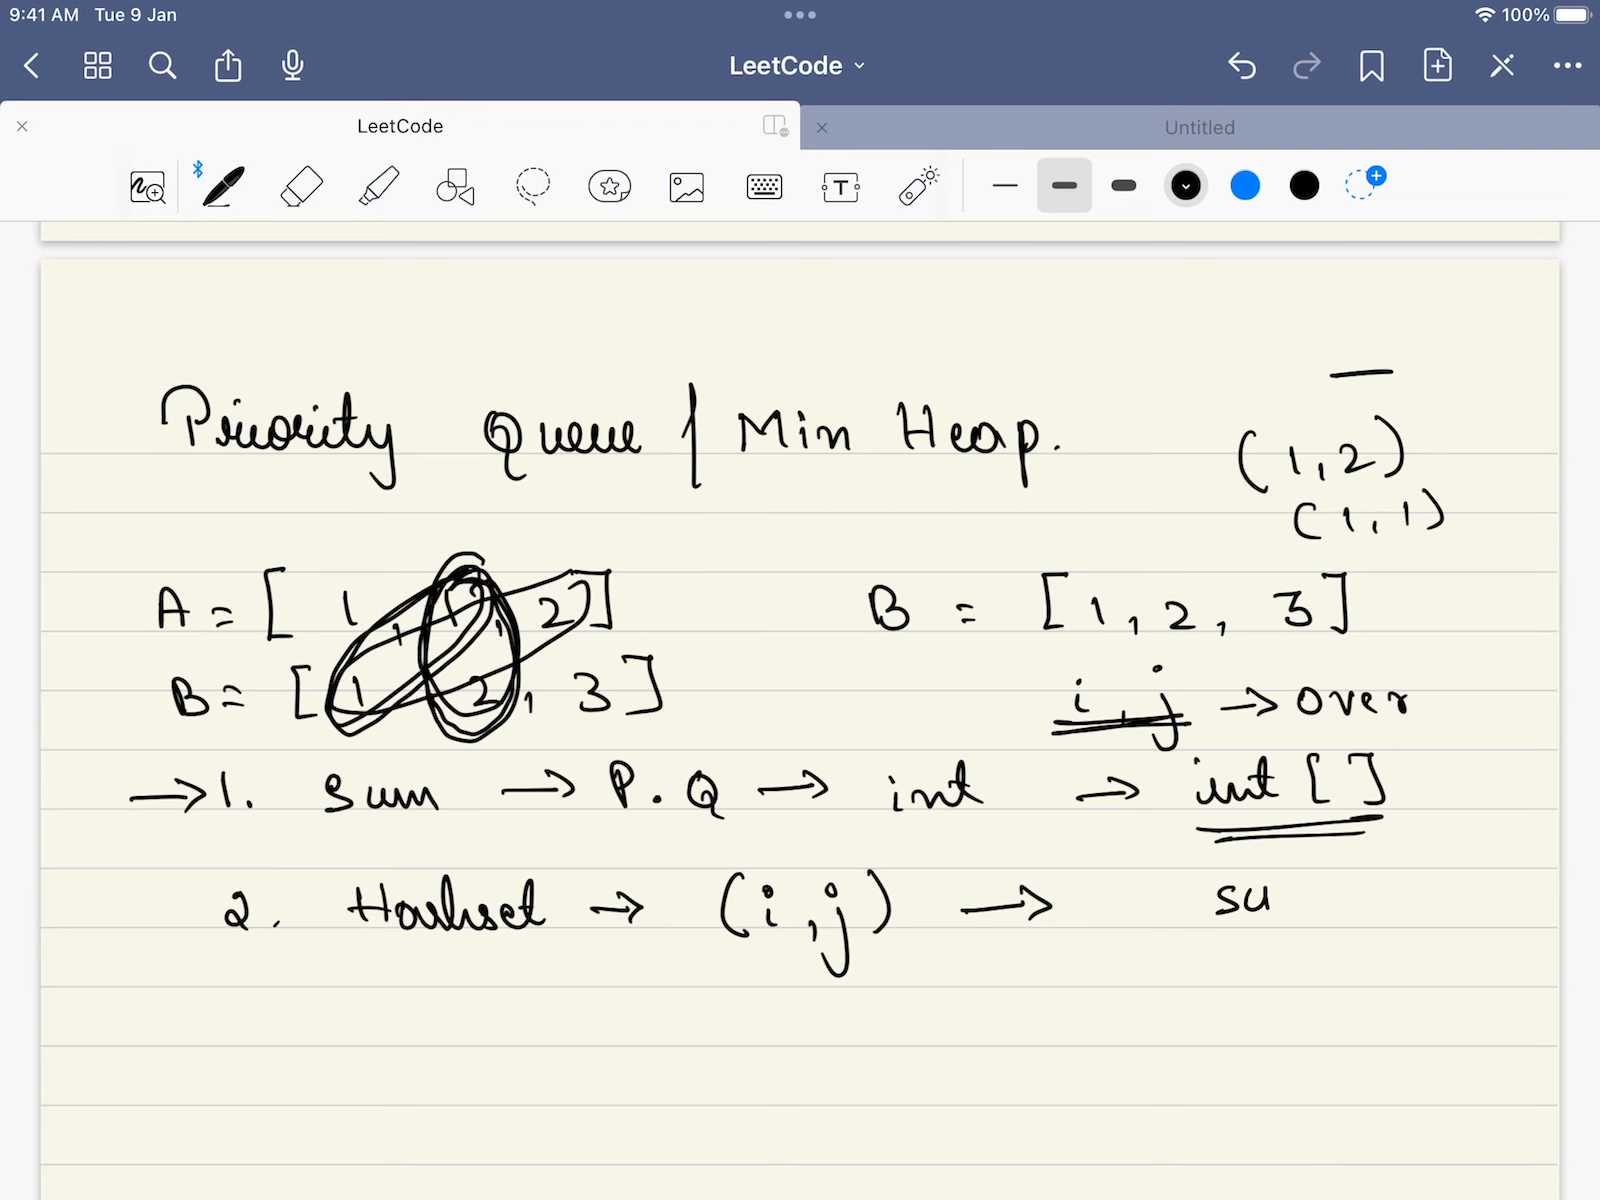 9:41 AM Tue 9 Jan
100%
LeetCode
LeetCode
Untitled
T
Priority Queue / Min Heap.
(1,2)
(1,1)
A = [ 1, 1, 2 ]
B = [1, 2, 3]
B = [ 1, 2, 3 ]
i, j → over
→ 1. Sum → P.Q → int → int [ ]
2. Hashset → (i, j) → su